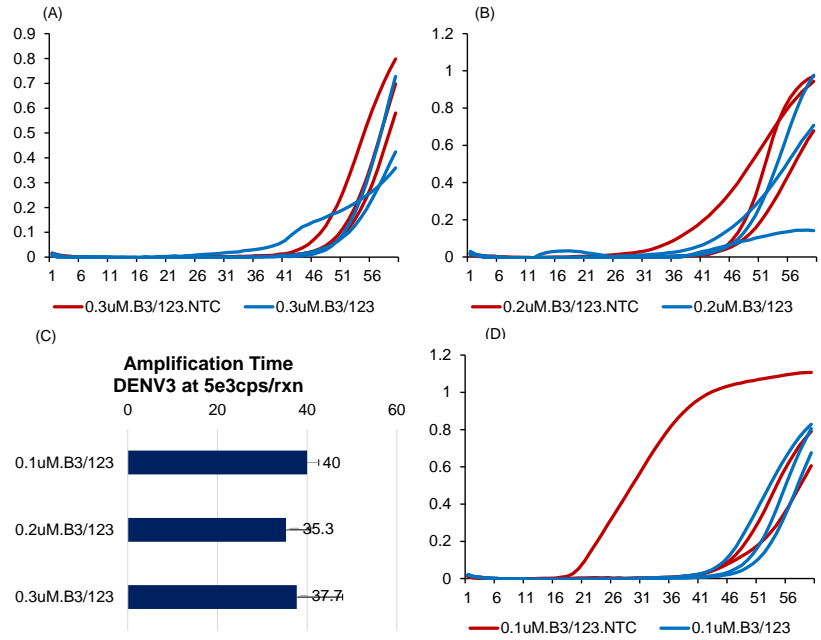 (A)
0.9
0.8
0.7
0.6
0.5
0.4
0.3
0.2
0.1
0
1 6 11 16 21 26 31 36 41 46 51 56
0.3uM.B3/123.NTC 0.3uM.B3/123
(B)
1.2
1
0.8
0.6
0.4
0.2
0
1 6 11 16 21 26 31 36 41 46 51 56
0.2uM.B3/123.NTC 0.2uM.B3/123
(C)
Amplification Time
DENV3 at 5e3cps/rxn
0 20 40 60
0.1uM.B3/123 40
0.2uM.B3/123 35.3
0.3uM.B3/123 37.7
(D)
1.2
1
0.8
0.6
0.4
0.2
0
1 6 11 16 21 26 31 36 41 46 51 56
0.1uM.B3/123.NTC 0.1uM.B3/123